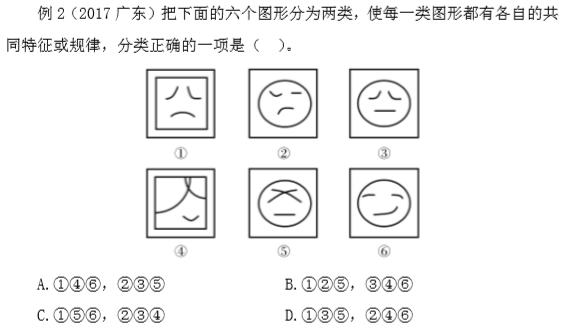 例 2（2017 广东）把下面的六个图形分为两类，使每一类图形都有各自的共
同特征或规律，分类正确的一项是（ ）。
① ② ③
④ ⑤ ⑥
A.①④⑥，②③⑤ B.①②⑤，③④⑥
C.①⑤⑥，②③④ D.①③⑤，②④⑥